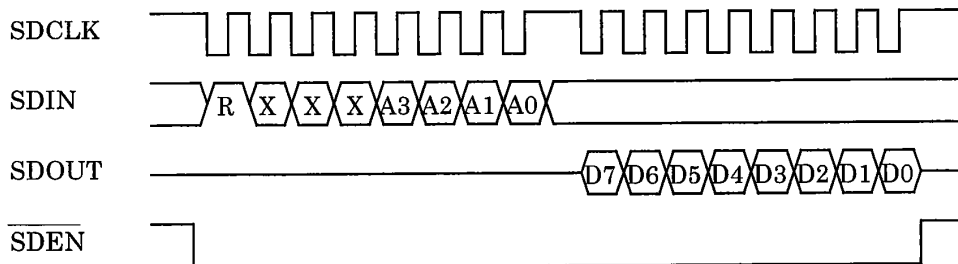 SDCLK
SDIN R X X X A3 A2 A1 A0
SDOUT D7 D6 D5 D4 D3 D2 D1 D0
SDEN